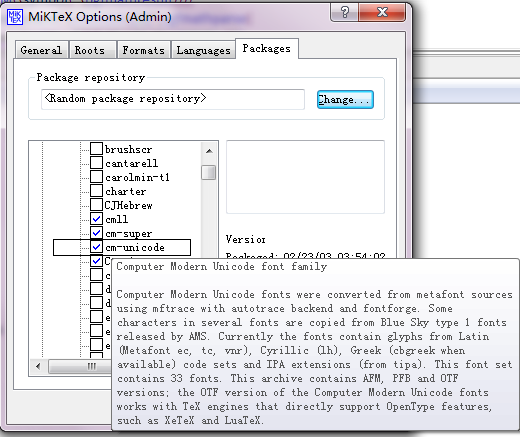 MiKTeX Options (Admin)
General Roots Formats Languages Packages
Package repository
<Random package repository>
Change...
brushscr
cantarell
carolmin-t1
charter
CJHebrew
cmll
cm-super
cm-unicode
Version
Packaged: 02/23/03 03:54:02
Computer Modern Unicode font family
Computer Modern Unicode fonts were converted from metafont sources
using mftrace with autotrace backend and fontforge. Some
characters in several fonts are copied from Blue Sky type 1 fonts
released by AMS. Currently the fonts contain glyphs from Latin
(Metafont ec, tc, vnr), Cyrillic (lh), Greek (cbgreek when
available) code sets and IPA extensions (from tipa). This font set
contains 33 fonts. This archive contains AFM, PFB and OTF
versions; the OTF version of the Computer Modern Unicode fonts
works with TeX engines that directly support OpenType features,
such as XeTeX and LuaTeX.